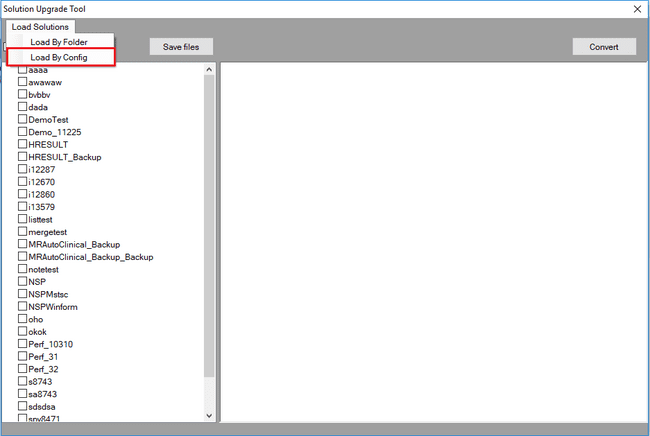 Solution Upgrade Tool
Load Solutions
Load By Folder
Load By Config
Save files
Convert
aaaa
awawaw
bvbbv
dada
DemoTest
Demo_11225
HRESULT
HRESULT_Backup
i12287
i12670
i12860
i13579
listtest
mergetest
MRAutoClinical_Backup
MRAutoClinical_Backup_Backup
notetest
NSP
NSPMstsc
NSPWinform
oho
okok
Perf_10310
Perf_31
Perf_32
s8743
sa8743
sdsdsa
spy8471